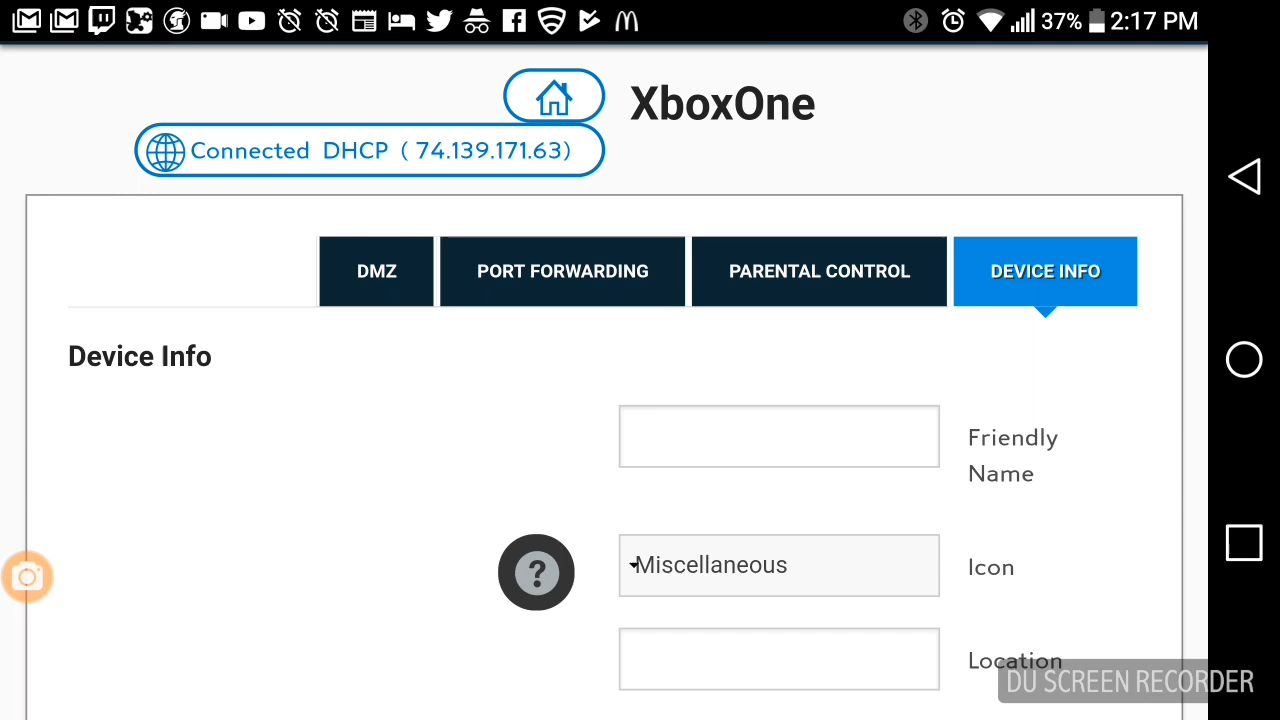 37% 2:17 PM
XboxOne
Connected DHCP ( 74.139.171.63)
DMZ PORT FORWARDING PARENTAL CONTROL DEVICE INFO
Device Info
Friendly
Name
?
Miscellaneous Icon
Location
DU SCREEN RECORDER